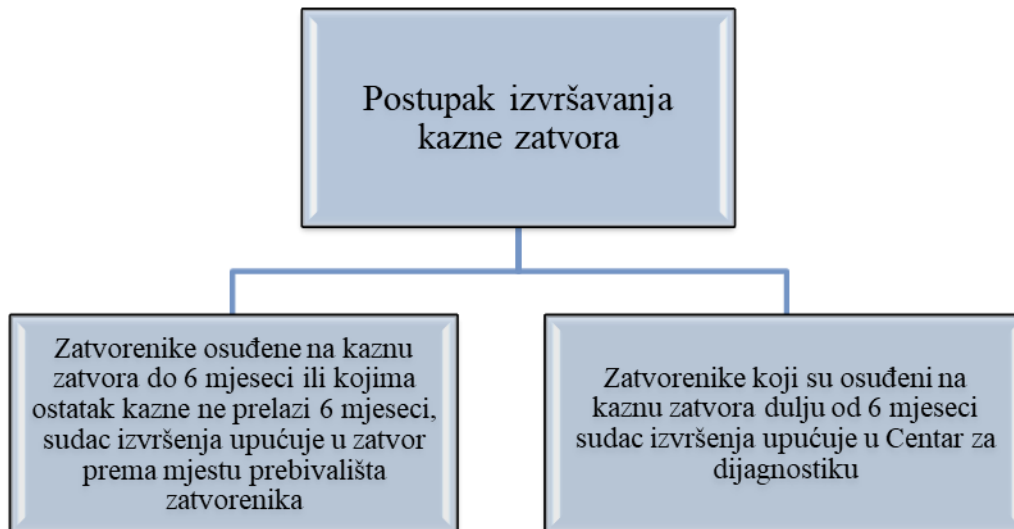 Postupak izvršavanja
kazne zatvora
Zatvorenike osuđene na kaznu
zatvora do 6 mjeseci ili kojima
ostatak kazne ne prelazi 6 mjeseci,
sudac izvršenja upućuje u zatvor
prema mjestu prebivališta
zatvorenika
Zatvorenike koji su osuđeni na
kaznu zatvora dulju od 6 mjeseci
sudac izvršenja upućuje u Centar za
dijagnostiku